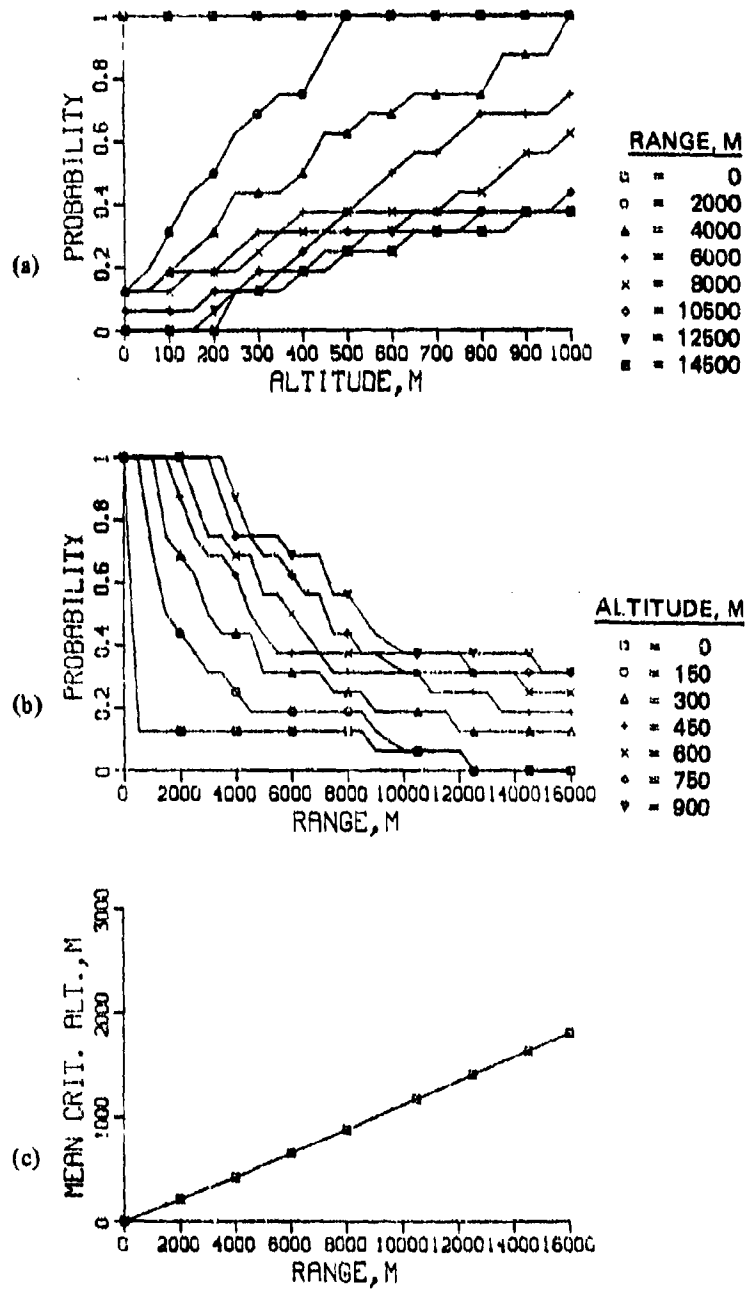 (a)
PROBABILITY
0 0.2 0.4 0.6 0.8 1
0 100 200 300 400 500 600 700 800 900 1000
ALTITUDE, M
RANGE, M
= 0
= 2000
= 4000
= 6000
= 8000
= 10500
= 12500
= 14500
(b)
PROBABILITY
0 0.2 0.4 0.6 0.8 1
0 2000 4000 6000 8000 10000 12000 14000 16000
RANGE, M
ALTITUDE, M
= 0
= 150
= 300
= 450
= 600
= 750
= 900
(c)
MEAN CRIT. ALT., M
0 1000 2000 3000
0 2000 4000 6000 8000 10000 12000 14000 16000
RANGE, M